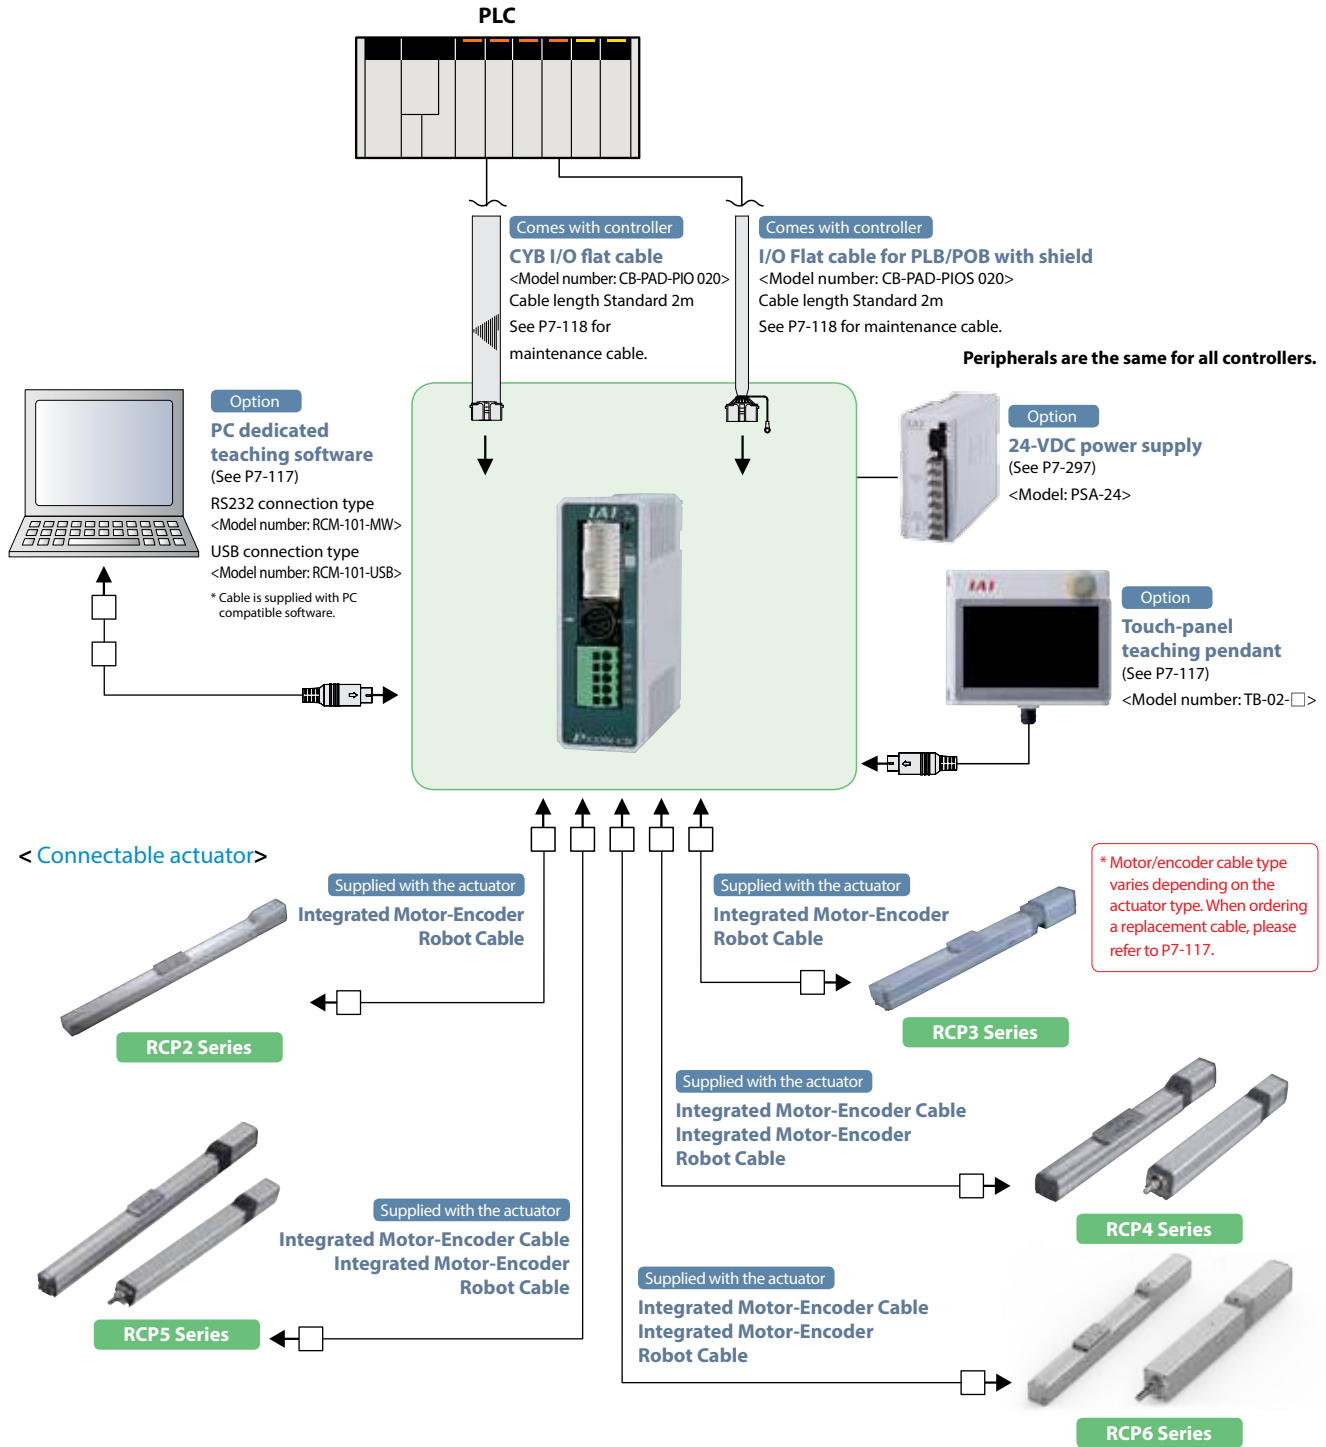 PLC
Comes with controller
CYB I/O flat cable
<Model number: CB-PAD-PIO 020>
Cable length Standard 2m
See P7-118 for
maintenance cable.
Comes with controller
I/O Flat cable for PLB/POB with shield
<Model number: CB-PAD-PIOS 020>
Cable length Standard 2m
See P7-118 for maintenance cable.
Peripherals are the same for all controllers.
Option
PC dedicated
teaching software
(See P7-117)
RS232 connection type
<Model number: RCM-101-MW>
USB connection type
<Model number: RCM-101-USB>
* Cable is supplied with PC
compatible software.
IAI
Option
24-VDC power supply
(See P7-297)
<Model: PSA-24>
IAI
IAI
Option
Touch-panel
teaching pendant
(See P7-117)
<Model number: TB-02-□>
< Connectable actuator>
Supplied with the actuator
Integrated Motor-Encoder
Robot Cable
RCP2 Series
Supplied with the actuator
Integrated Motor-Encoder
Robot Cable
RCP3 Series
* Motor/encoder cable type
varies depending on the
actuator type. When ordering
a replacement cable, please
refer to P7-117.
Supplied with the actuator
Integrated Motor-Encoder Cable
Integrated Motor-Encoder
Robot Cable
RCP4 Series
Supplied with the actuator
Integrated Motor-Encoder Cable
Integrated Motor-Encoder
Robot Cable
RCP5 Series
Supplied with the actuator
Integrated Motor-Encoder Cable
Integrated Motor-Encoder
Robot Cable
RCP6 Series